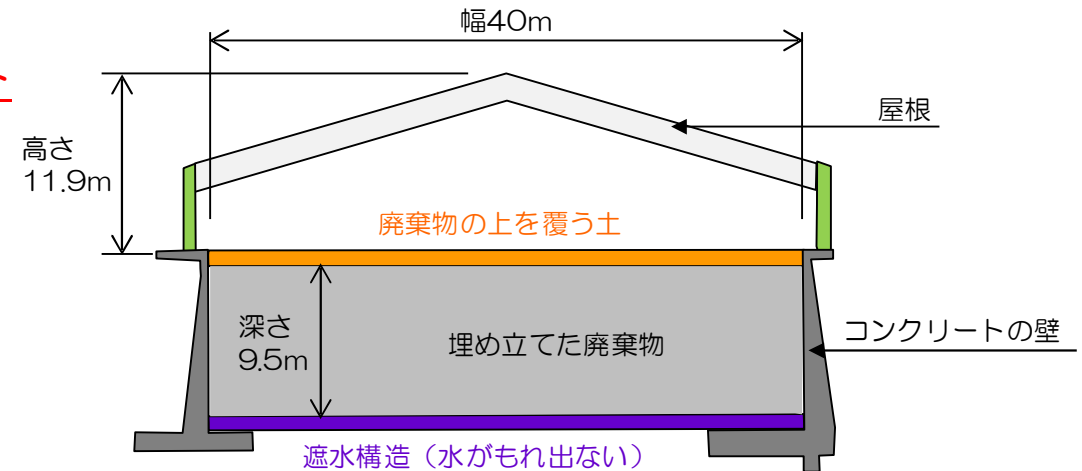 幅40m
屋根
高さ
11.9m
廃棄物の上を覆う土
深さ
9.5m
埋め立てた廃棄物
コンクリートの壁
遮水構造（水がもれ出ない）